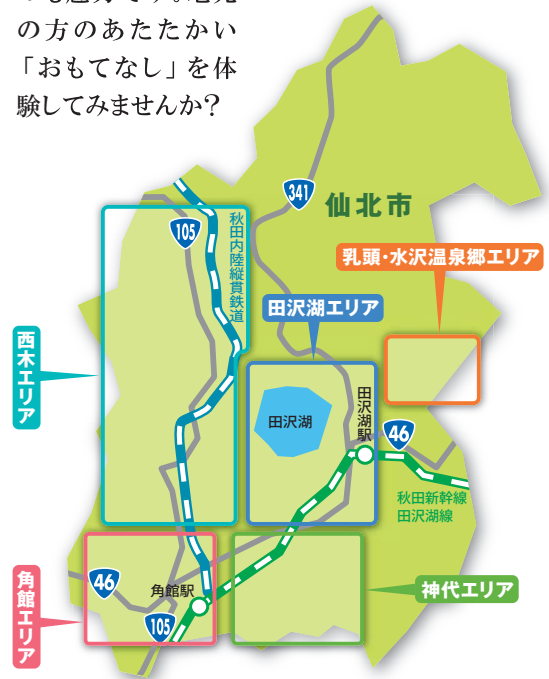 の方のあたたかい
「おもてなし」を体
験してみませんか?
341
仙北市
105
秋田内陸縦貫鉄道
乳頭・水沢温泉郷エリア
田沢湖エリア
西木エリア
田沢湖
田沢湖駅
46
秋田新幹線
田沢湖線
神代エリア
46
角館駅
角館エリア
105